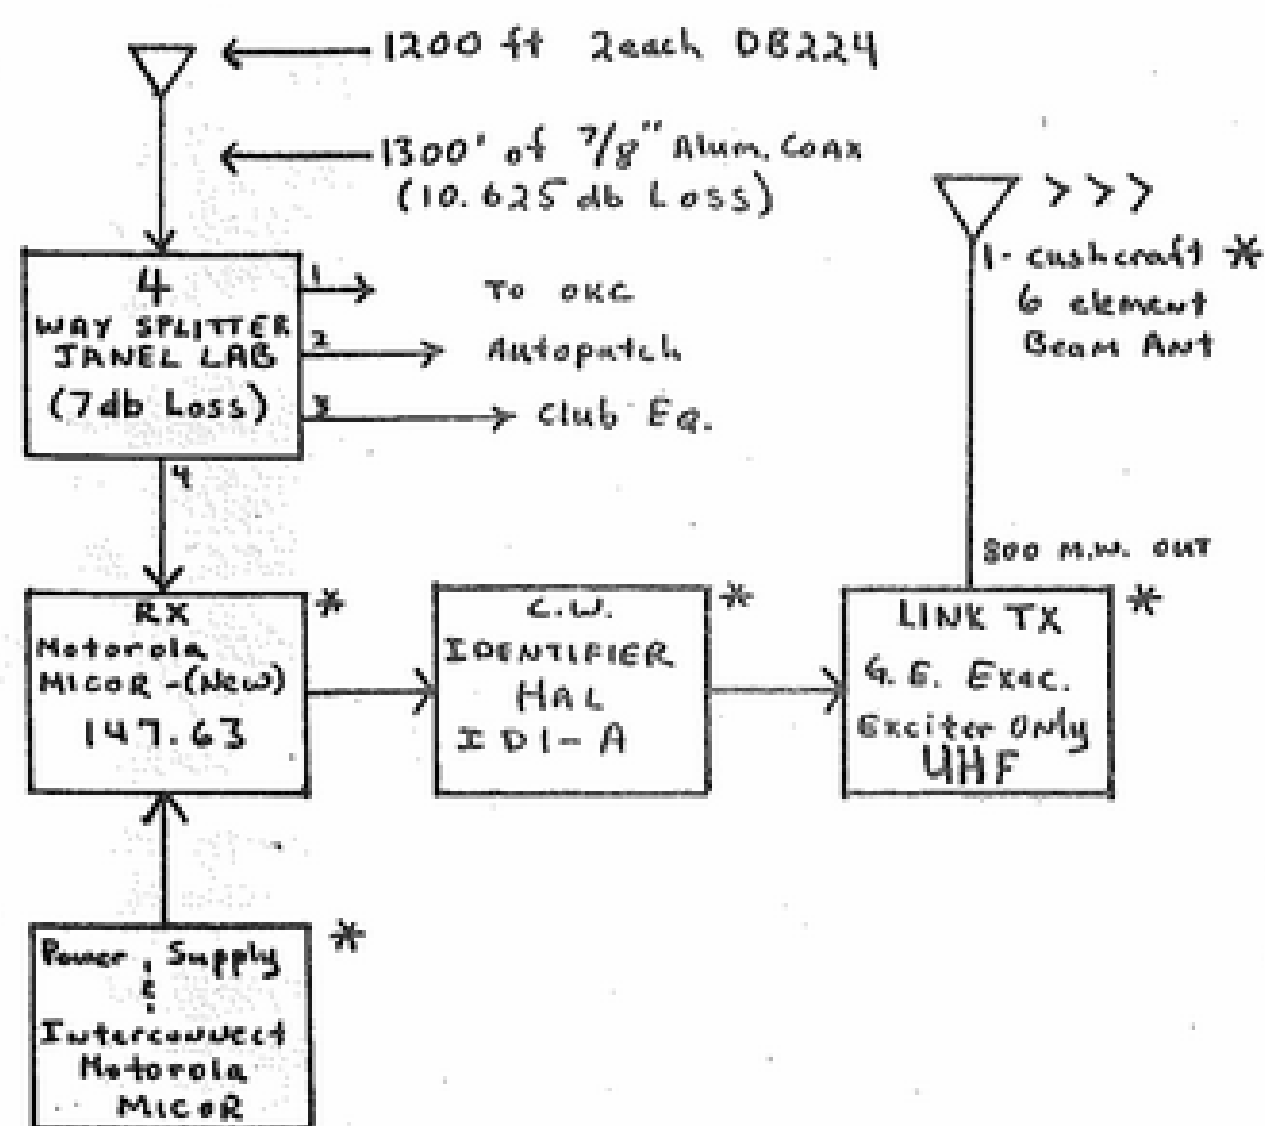 1200 ft 2each DB224
1300' of 7/8" Alum. Coax
(10.625 db Loss)
> > >
1- cushcraft *
6 element
Beam Ant
4
WAY SPLITTER
JANEL LAB
(7db Loss)
1
To OKC
2
Autopatch
3
Club Eq.
4
800 M.W. OUT
RX *
Motorola
MICOR -(New)
147.63
C.W. *
IDENTIFIER
HAL
IDI-A
LINK TX *
G.E. Exec.
Exciter Only
UHF
Power Supply *
&
Interconnect
Motorola
MICOR